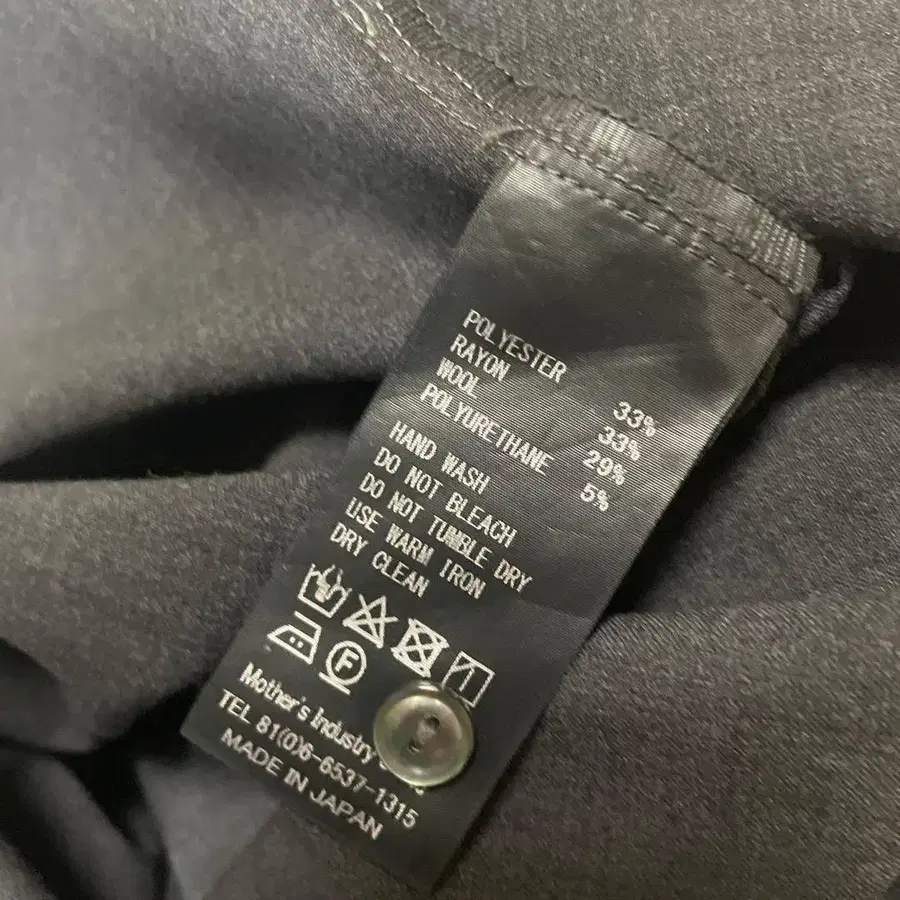 POLYESTER 33%
RAYON 33%
WOOL 29%
POLYURETHANE 5%
HAND WASH
DO NOT BLEACH
DO NOT TUMBLE DRY
USE WARM IRON
DRY CLEAN
F
Mother's Industry
TEL 81(0)6-6537-1315
MADE IN JAPAN